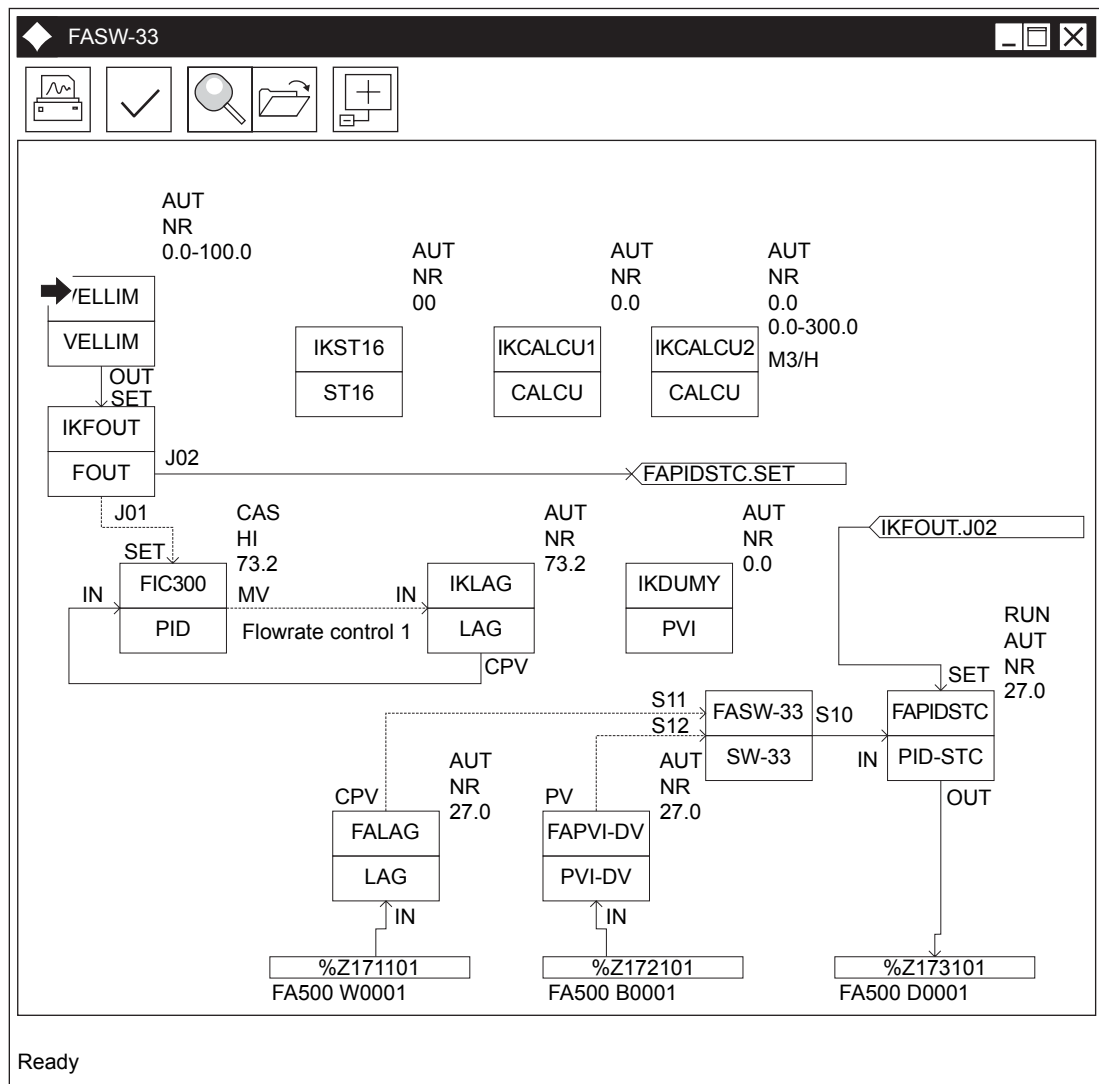 FASW-33
AUT
NR
0.0-100.0
VELLIM
VELLIM
OUT
SET
IKFOUT
FOUT
J02
J01
AUT
NR
00
IKST16
ST16
AUT
NR
0.0
IKCALCU1
CALCU
AUT
NR
0.0
0.0-300.0
M3/H
IKCALCU2
CALCU
FAPIDSTC.SET
IKFOUT.J02
CAS
HI
73.2
SET
IN
FIC300
PID
MV
Flowrate control 1
AUT
NR
73.2
IN
IKLAG
LAG
CPV
AUT
NR
0.0
IKDUMY
PVI
RUN
AUT
NR
27.0
SET
FAPIDSTC
PID-STC
IN
OUT
S11
S12
FASW-33
SW-33
S10
AUT
NR
27.0
CPV
FALAG
LAG
IN
AUT
NR
27.0
PV
FAPVI-DV
PVI-DV
IN
%Z171101
FA500 W0001
%Z172101
FA500 B0001
%Z173101
FA500 D0001
Ready